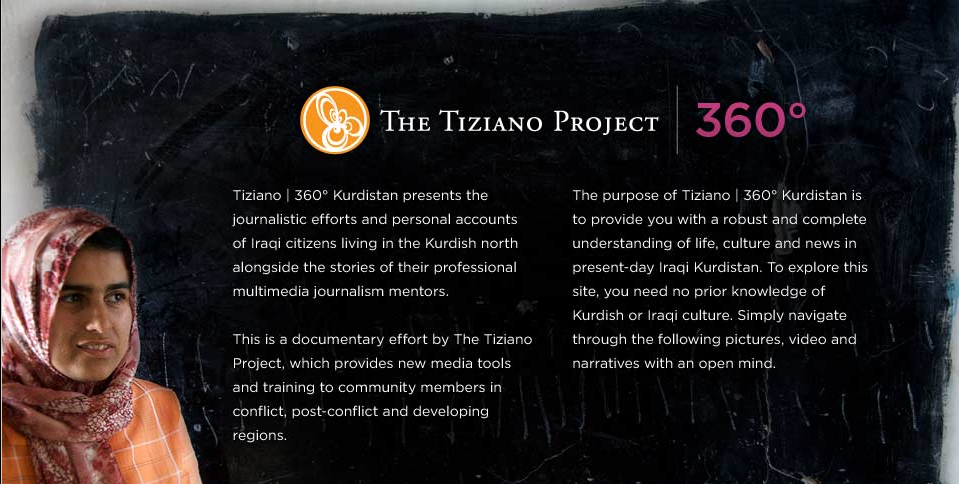 The Tiziano Project | 360°
Tiziano | 360° Kurdistan presents the
journalistic efforts and personal accounts
of Iraqi citizens living in the Kurdish north
alongside the stories of their professional
multimedia journalism mentors.
This is a documentary effort by The Tiziano
Project, which provides new media tools
and training to community members in
conflict, post-conflict and developing
regions.
The purpose of Tiziano | 360° Kurdistan is
to provide you with a robust and complete
understanding of life, culture and news in
present-day Iraqi Kurdistan. To explore this
site, you need no prior knowledge of
Kurdish or Iraqi culture. Simply navigate
through the following pictures, video and
narratives with an open mind.